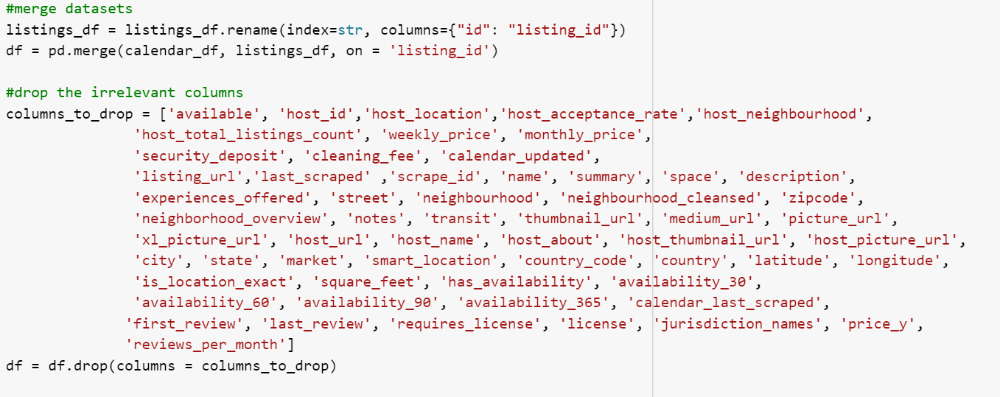 #merge datasets
listings_df = listings_df.rename(index=str, columns={"id": "listing_id"})
df = pd.merge(calendar_df, listings_df, on = 'listing_id')
#drop the irrelevant columns
columns_to_drop = ['available', 'host_id','host_location','host_acceptance_rate','host_neighbourhood',
'host_total_listings_count', 'weekly_price', 'monthly_price',
'security_deposit', 'cleaning_fee', 'calendar_updated',
'listing_url','last_scraped' ,'scrape_id', 'name', 'summary', 'space', 'description',
'experiences_offered', 'street', 'neighbourhood', 'neighbourhood_cleansed', 'zipcode',
'neighborhood_overview', 'notes', 'transit', 'thumbnail_url', 'medium_url', 'picture_url',
'xl_picture_url', 'host_url', 'host_name', 'host_about', 'host_thumbnail_url', 'host_picture_url',
'city', 'state', 'market', 'smart_location', 'country_code', 'country', 'latitude', 'longitude',
'is_location_exact', 'square_feet', 'has_availability', 'availability_30',
'availability_60', 'availability_90', 'availability_365', 'calendar_last_scraped',
'first_review', 'last_review', 'requires_license', 'license', 'jurisdiction_names', 'price_y',
'reviews_per_month']
df = df.drop(columns = columns_to_drop)